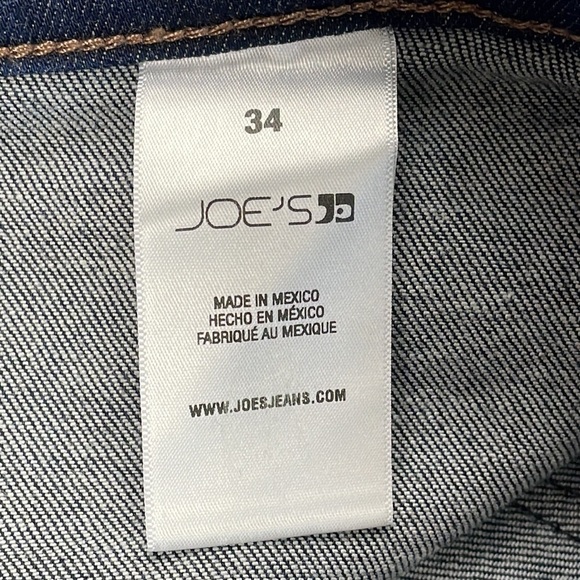 34
JOE'S
MADE IN MEXICO
HECHO EN MÉXICO
FABRIQUÉ AU MEXIQUE
WWW.JOESJEANS.COM